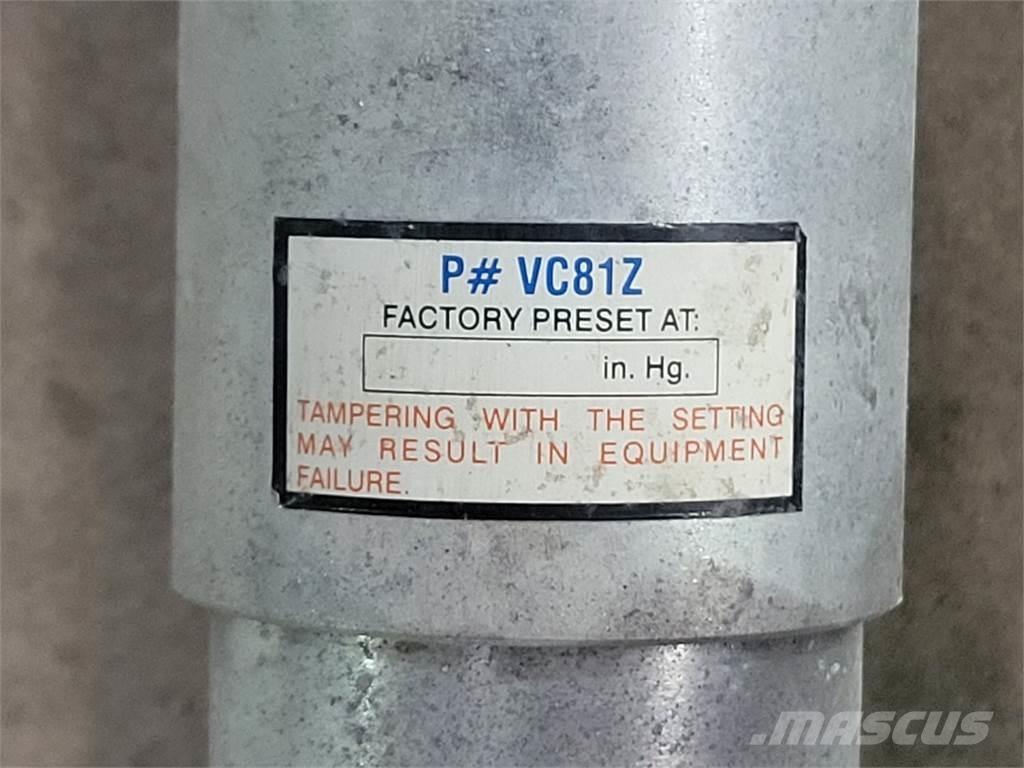 P# VC81Z
FACTORY PRESET AT:
in. Hg.
TAMPERING WITH THE SETTING
MAY RESULT IN EQUIPMENT
FAILURE.
MASCUS